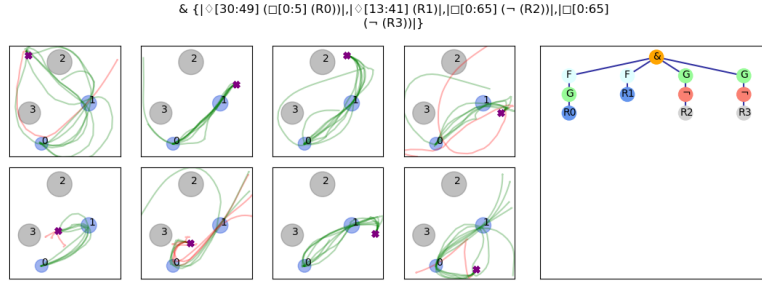 & {|♢[30:49] (□[0:5] (R0))|,|♢[13:41] (R1)|,|□[0:65] (¬ (R2))|,|□[0:65]
(¬ (R3))|}
2 2 2 2
1 1 1 1
3 3 3 3
0 0 0 0
&
F F G G
G R1 ¬ ¬
R0 R2 R3
2 2 2 2
1 1 1 1
3 3 3 3
0 0 0 0